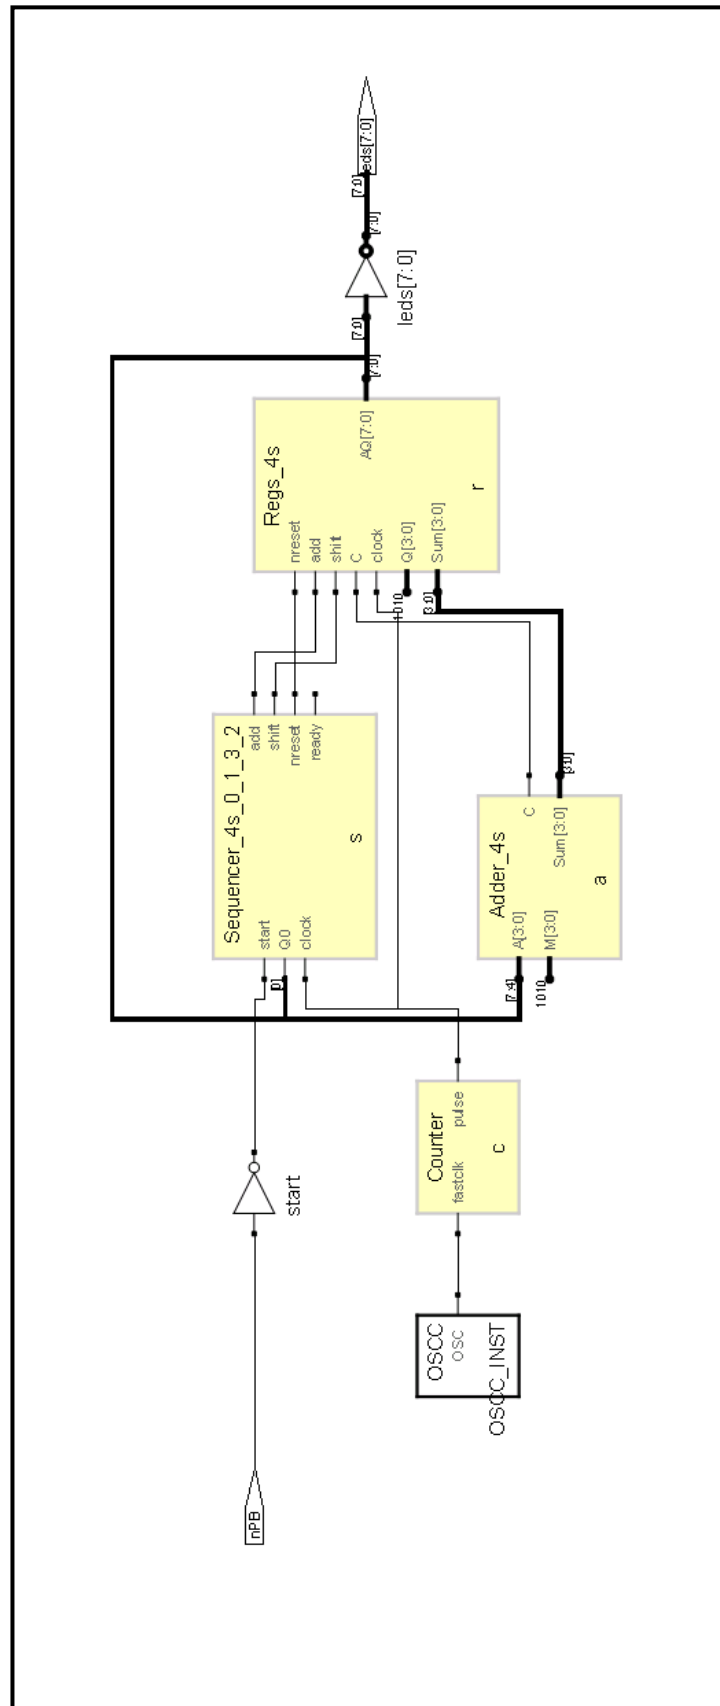 nPB
start
OSCC
OSC
OSCC_INST
Counter
fastclk
pulse
c
Sequencer_4s_0_1_3_2
start
Q0
clock
[0]
add
shift
nreset
ready
s
Adder_4s
A[3:0]
M[3:0]
[7:4]
1010
C
Sum[3:0]
[3:0]
a
Regs_4s
nreset
add
shift
C
clock
Q[3:0]
Sum[3:0]
1010
[3:0]
AQ[7:0]
[7:0]
r
[7:0]
leds[7:0]
[7:0]
[7:0]
leds[7:0]